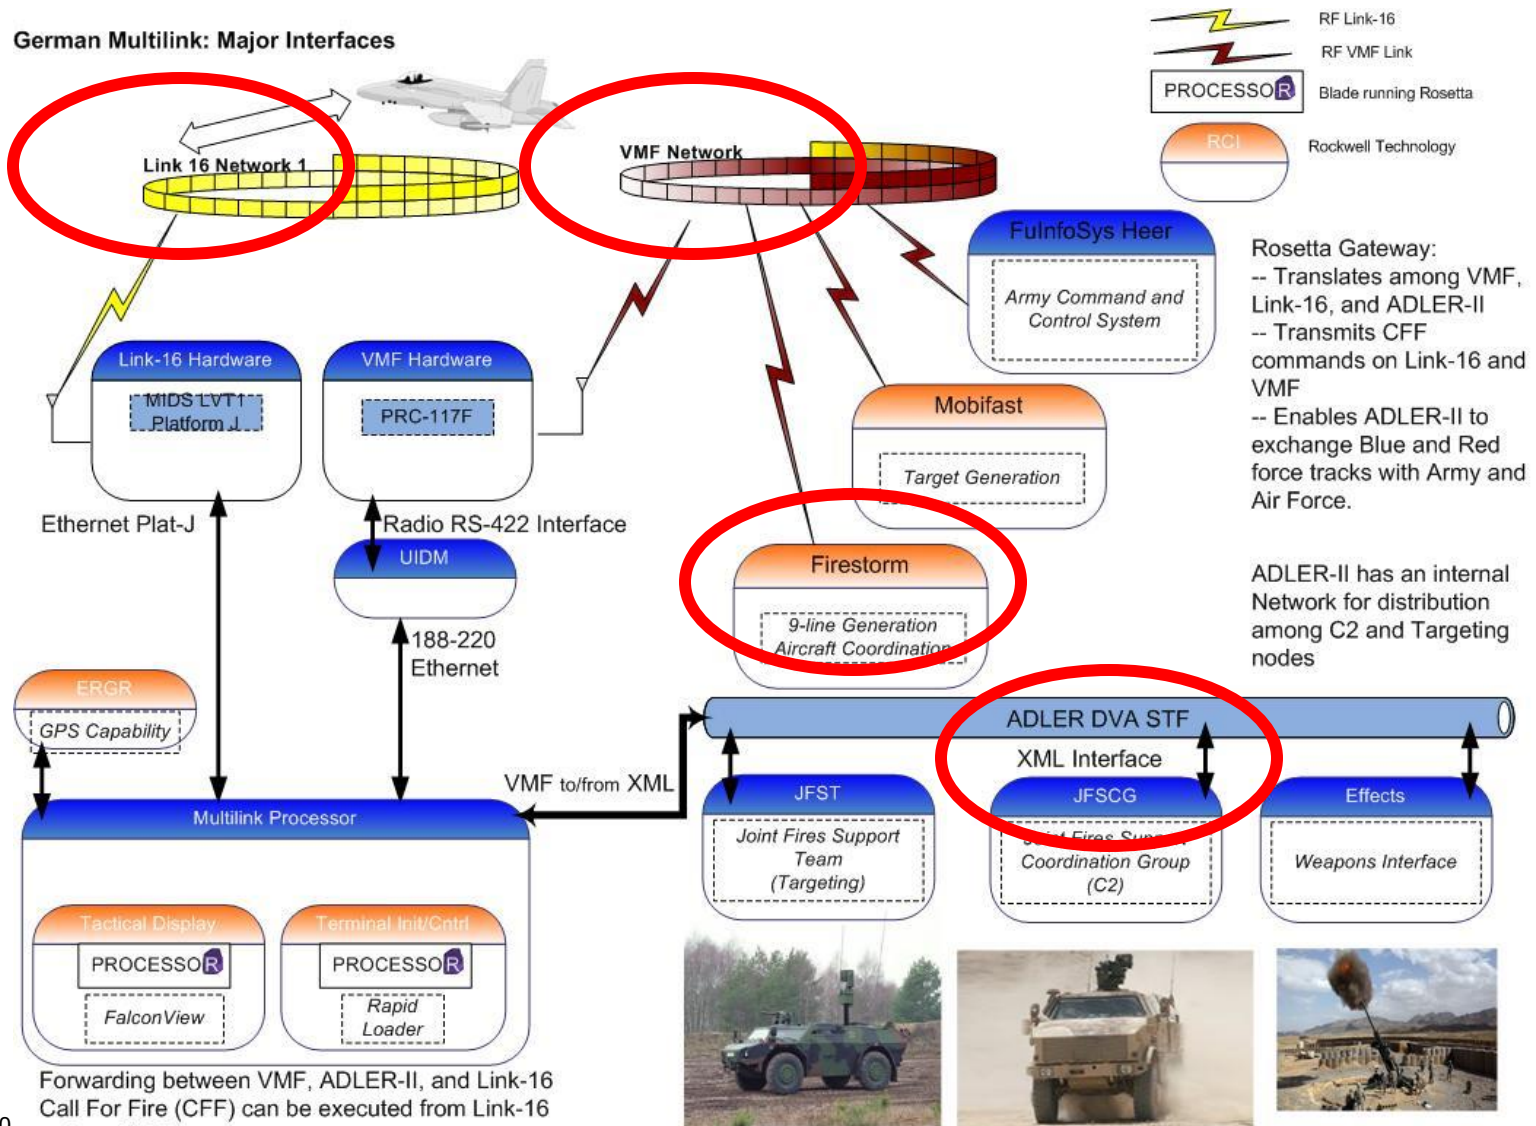 German Multilink: Major Interfaces
RF Link-16
RF VMF Link
PROCESSOR
Blade running Rosetta
RCI
Rockwell Technology
Link 16 Network 1
VMF Network
FuInfoSys Heer
Army Command and
Control System
Rosetta Gateway:
-- Translates among VMF,
Link-16, and ADLER-II
-- Transmits CFF
commands on Link-16 and
VMF
-- Enables ADLER-II to
exchange Blue and Red
force tracks with Army and
Air Force.
ADLER-II has an internal
Network for distribution
among C2 and Targeting
nodes
Link-16 Hardware
MIDS LVT1
Platform J
VMF Hardware
PRC-117F
Mobifast
Target Generation
Ethernet Plat-J
Radio RS-422 Interface
UIDM
Firestorm
9-line Generation
Aircraft Coordination
188-220
Ethernet
ERGR
GPS Capability
ADLER DVA STF
XML Interface
VMF to/from XML
Multilink Processor
JFST
Joint Fires Support
Team
(Targeting)
JFSCG
Joint Fires Support
Coordination Group
(C2)
Effects
Weapons Interface
Tactical Display
PROCESSOR
FalconView
Terminal Init/Cntrl
PROCESSOR
Rapid
Loader
Forwarding between VMF, ADLER-II, and Link-16
Call For Fire (CFF) can be executed from Link-16